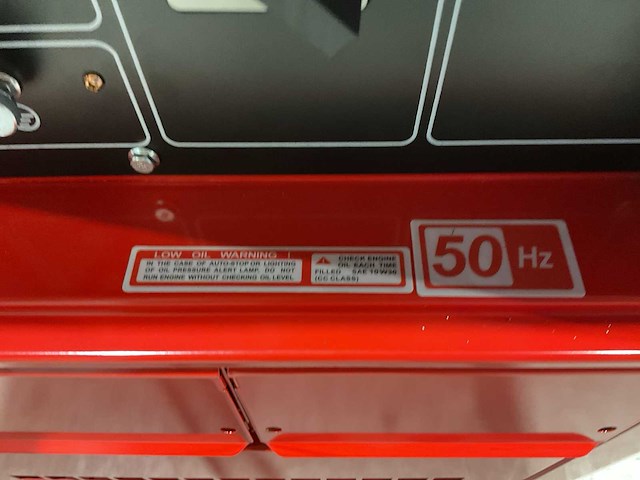 LOW OIL WARNING !
IN THE CASE OF AUTO-STOP OR LIGHTING
OF OIL PRESSURE ALERT LAMP, DO NOT
RUN ENGINE WITHOUT CHECKING OIL LEVEL.
CHECK ENGINE
OIL EACH TIME
FILLED SAE 10W30
(CC CLASS)
50 Hz